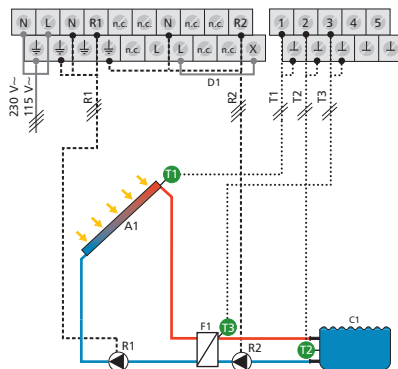 N L N R1 n.c. n.c. N n.c. n.c. R2
1 2 3 4 5
n.c. L L n.c. n.c. X
D1
230 V~
115 V~
R1
R2
T1
T2
T3
T1
A1
F1
T3
C1
R1
R2
T2